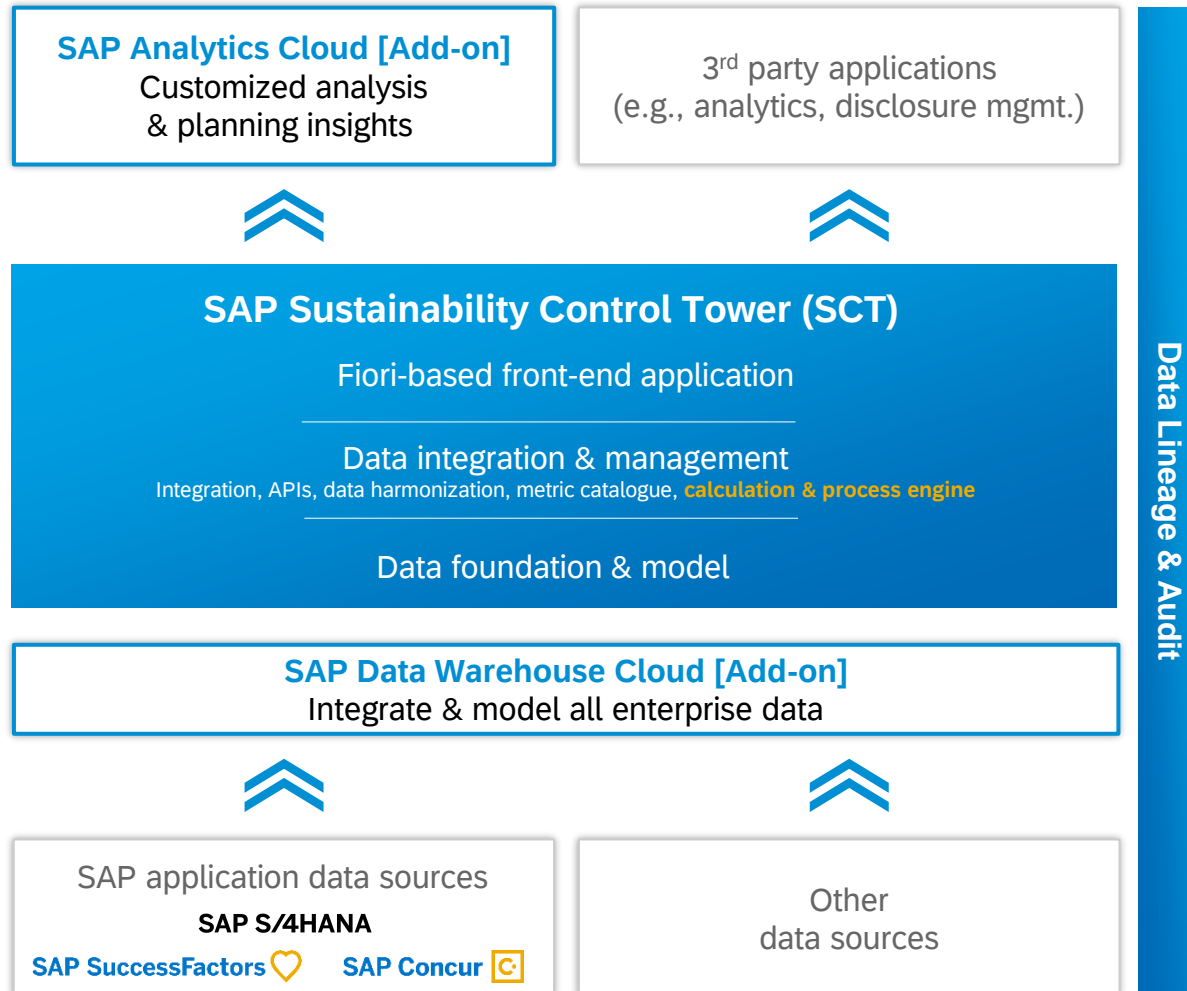 SAP Analytics Cloud [Add-on]
Customized analysis
& planning insights
3rd party applications
(e.g., analytics, disclosure mgmt.)
SAP Sustainability Control Tower (SCT)
Fiori-based front-end application
Data integration & management
Integration, APIs, data harmonization, metric catalogue, calculation & process engine
Data foundation & model
SAP Data Warehouse Cloud [Add-on]
Integrate & model all enterprise data
SAP application data sources
SAP S/4HANA
SAP SuccessFactors
SAP Concur C
Other
data sources
Data Lineage & Audit